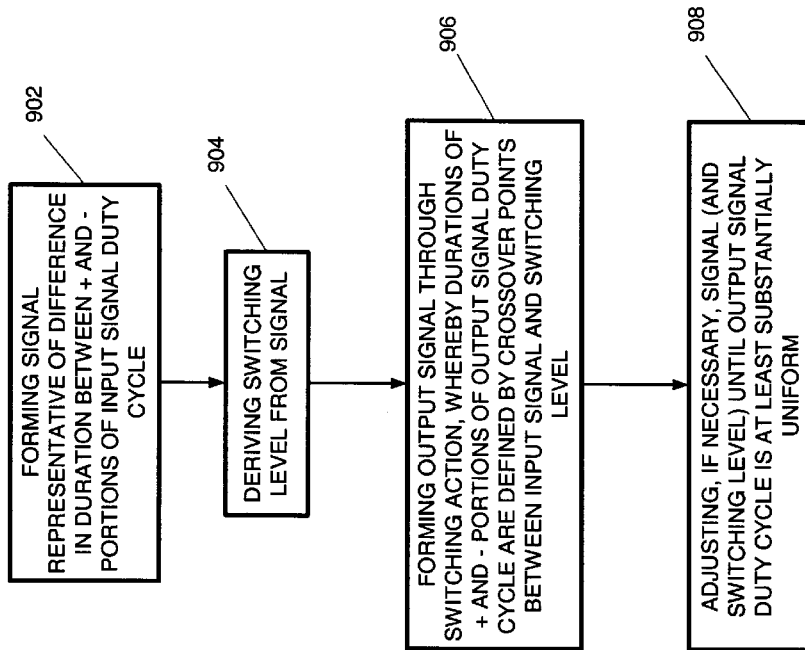 902
FORMING SIGNAL
REPRESENTATIVE OF DIFFERENCE
IN DURATION BETWEEN + AND -
PORTIONS OF INPUT SIGNAL DUTY
CYCLE
904
DERIVING SWITCHING
LEVEL FROM SIGNAL
906
FORMING OUTPUT SIGNAL THROUGH
SWITCHING ACTION, WHEREBY DURATIONS OF
+ AND - PORTIONS OF OUTPUT SIGNAL DUTY
CYCLE ARE DEFINED BY CROSSOVER POINTS
BETWEEN INPUT SIGNAL AND SWITCHING
LEVEL
908
ADJUSTING, IF NECESSARY, SIGNAL (AND
SWITCHING LEVEL) UNTIL OUTPUT SIGNAL
DUTY CYCLE IS AT LEAST SUBSTANTIALLY
UNIFORM